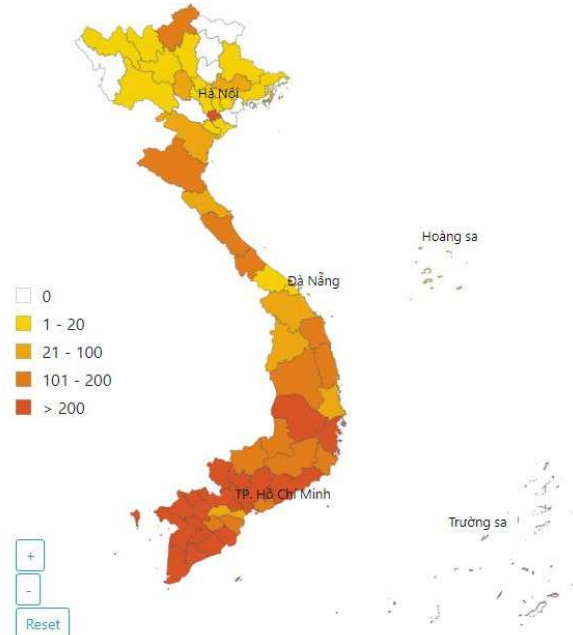 Hà Nội
Hoàng sa
Đà Nẵng
0
1 - 20
21 - 100
101 - 200
> 200
TP. Hồ Chí Minh
Trường sa
+
-
Reset